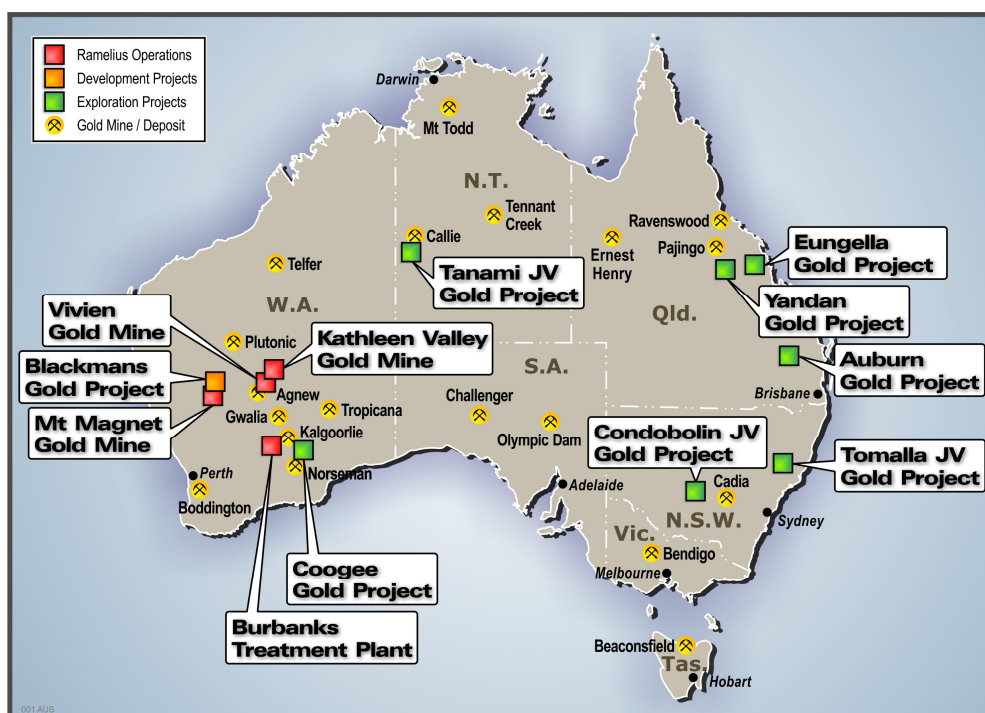 Ramelius Operations
Development Projects
Exploration Projects
Gold Mine / Deposit
Darwin
Mt Todd
N.T.
Tennant
Creek
Callie
Tanami JV
Gold Project
Telfer
W.A.
Ravenswood
Pajingo
Ernest
Henry
Eungella
Gold Project
Yandan
Gold Project
Qld.
Vivien
Gold Mine
Plutonic
Kathleen Valley
Gold Mine
Blackmans
Gold Project
Agnew
Mt Magnet
Gold Mine
Gwalia
Tropicana
Kalgoorlie
Norseman
Perth
Boddington
S.A.
Challenger
Olympic Dam
Auburn
Gold Project
Brisbane
Condobolin JV
Gold Project
Cadia
Tomalla JV
Gold Project
Adelaide
N.S.W.
Sydney
Vic.
Bendigo
Melbourne
Coogee
Gold Project
Burbanks
Treatment Plant
Beaconsfield
Tas.
Hobart
001 AUS